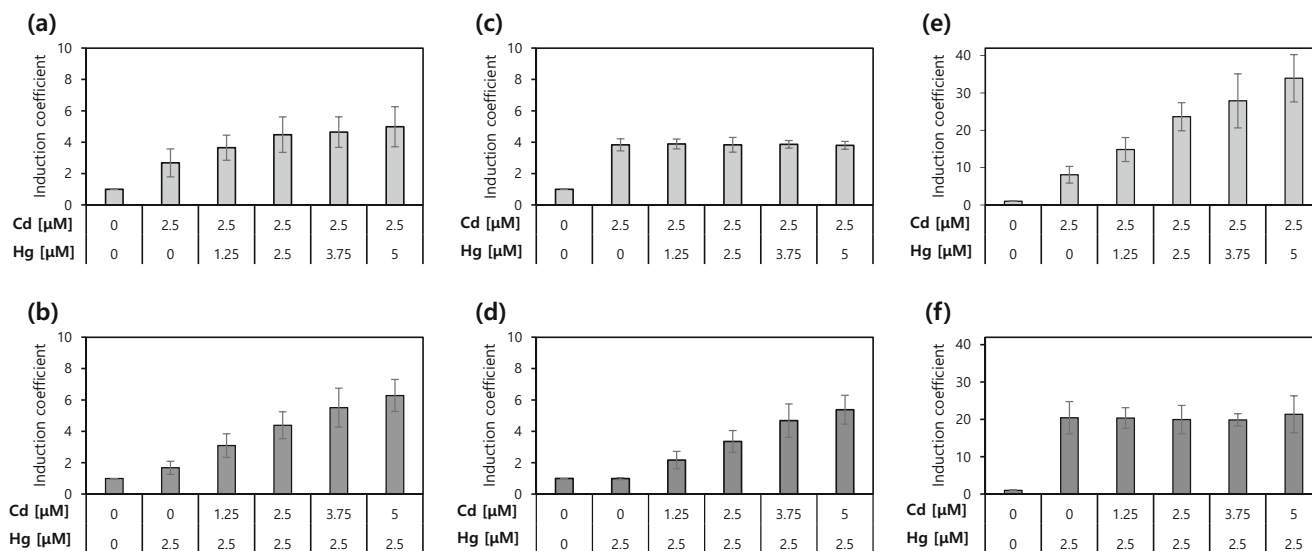 (a)
Induction coefficient
10
8
6
4
2
0
Cd [µM] 0 2.5 2.5 2.5 2.5 2.5
Hg [µM] 0 0 1.25 2.5 3.75 5
(c)
Induction coefficient
10
8
6
4
2
0
Cd [µM] 0 2.5 2.5 2.5 2.5 2.5
Hg [µM] 0 0 1.25 2.5 3.75 5
(e)
Induction coefficient
40
30
20
10
0
Cd [µM] 0 2.5 2.5 2.5 2.5 2.5
Hg [µM] 0 0 1.25 2.5 3.75 5
(b)
Induction coefficient
10
8
6
4
2
0
Cd [µM] 0 0 1.25 2.5 3.75 5
Hg [µM] 0 2.5 2.5 2.5 2.5 2.5
(d)
Induction coefficient
10
8
6
4
2
0
Cd [µM] 0 0 1.25 2.5 3.75 5
Hg [µM] 0 2.5 2.5 2.5 2.5 2.5
(f)
Induction coefficient
40
30
20
10
0
Cd [µM] 0 0 1.25 2.5 3.75 5
Hg [µM] 0 2.5 2.5 2.5 2.5 2.5